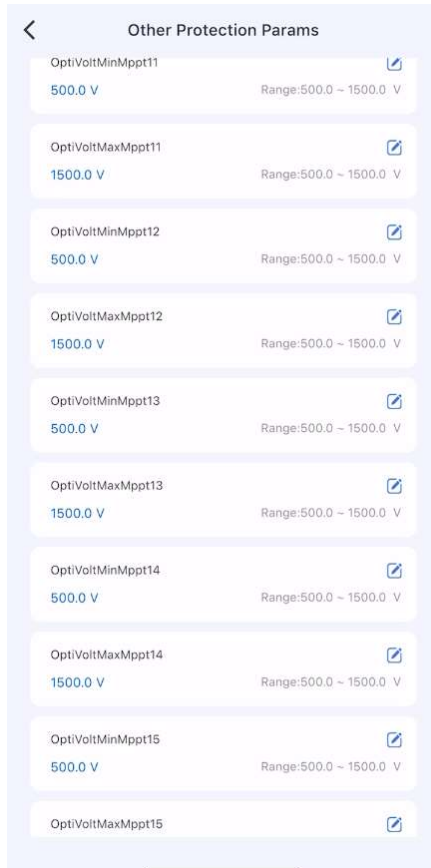 Other Protection Params
OptiVoltMinMppt11
500.0 V Range:500.0 ~ 1500.0 V
OptiVoltMaxMppt11
1500.0 V Range:500.0 ~ 1500.0 V
OptiVoltMinMppt12
500.0 V Range:500.0 ~ 1500.0 V
OptiVoltMaxMppt12
1500.0 V Range:500.0 ~ 1500.0 V
OptiVoltMinMppt13
500.0 V Range:500.0 ~ 1500.0 V
OptiVoltMaxMppt13
1500.0 V Range:500.0 ~ 1500.0 V
OptiVoltMinMppt14
500.0 V Range:500.0 ~ 1500.0 V
OptiVoltMaxMppt14
1500.0 V Range:500.0 ~ 1500.0 V
OptiVoltMinMppt15
500.0 V Range:500.0 ~ 1500.0 V
OptiVoltMaxMppt15